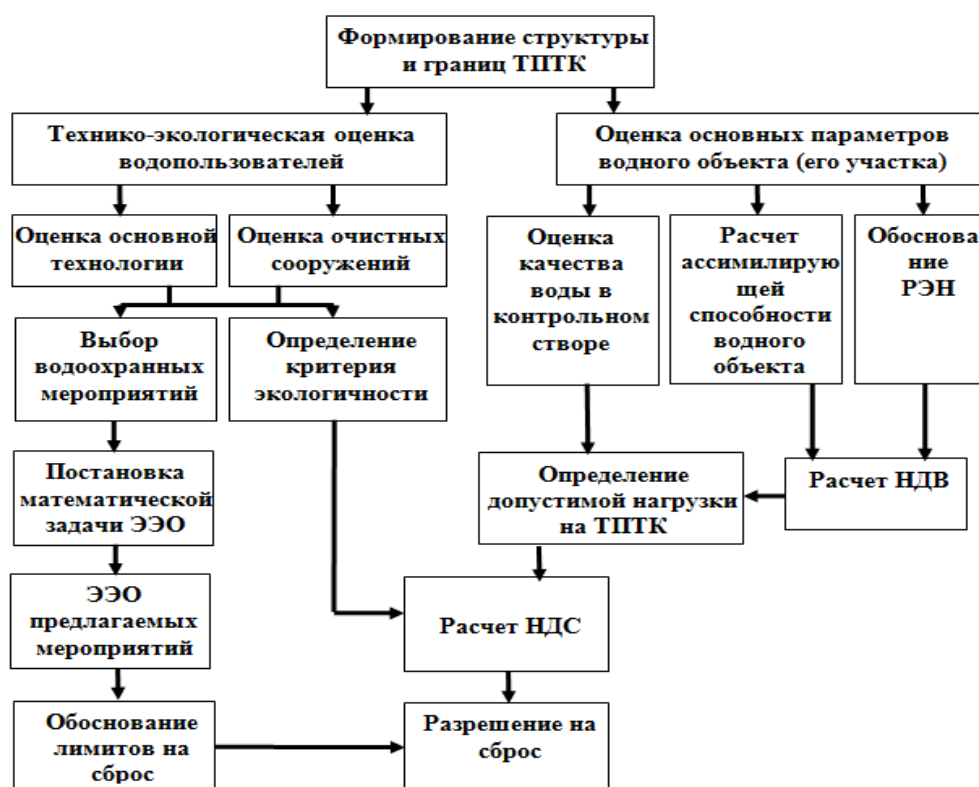 Формирование структуры
и границ ТПТК
Технико-экологическая оценка
водопользователей
Оценка основных параметров
водного объекта (его участка)
Оценка основной
технологии
Оценка очистных
сооружений
Оценка
качества
воды в
контрольном
створе
Расчет
ассимилирую
щей
способности
водного
объекта
Обоснова
ние
РЭН
Выбор
водоохранных
мероприятий
Определение
критерия
экологичности
Постановка
математической
задачи ЭЭО
Определение
допустимой нагрузки
на ТПТК
Расчет НДВ
ЭЭО
предлагаемых
мероприятий
Расчет НДС
Обоснование
лимитов на
сброс
Разрешение на
сброс